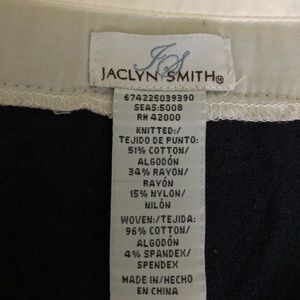 JS
JACLYN SMITH®
674225039390
SEAS:5008
RH 42000
KNITTED:/
TEJIDO DE PUNTO:
51% COTTON/
ALGODÓN
34% RAYON/
RAYÓN
15% NYLON/
NILÓN
WOVEN:/TEJIDA:
96% COTTON/
ALGODÓN
4% SPANDEX/
SPENDEX
MADE IN/HECHO
EN CHINA